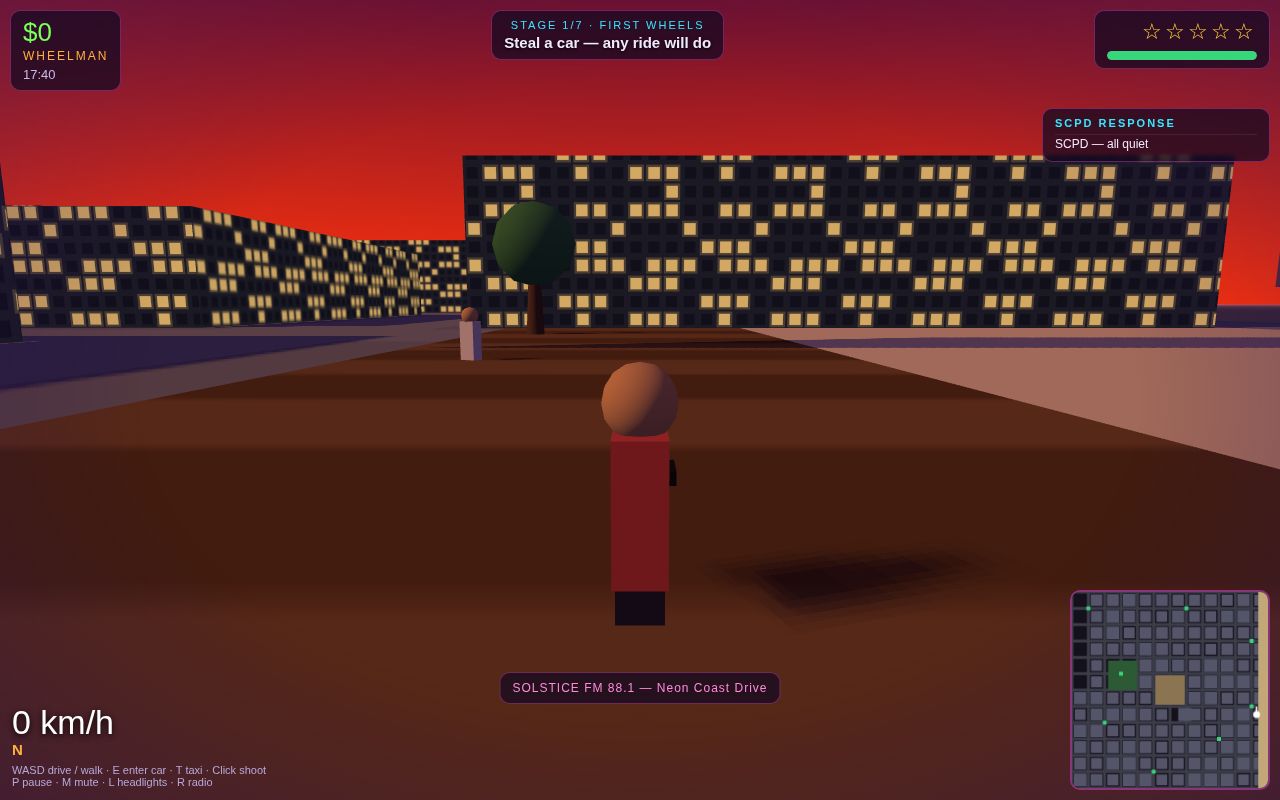 $0
WHEELMAN
17:40
STAGE 1/7 · FIRST WHEELS
Steal a car — any ride will do
☆☆☆☆☆
SCPD RESPONSE
SCPD — all quiet
SOLSTICE FM 88.1 — Neon Coast Drive
0 km/h
N
WASD drive / walk · E enter car · T taxi · Click shoot
P pause · M mute · L headlights · R radio